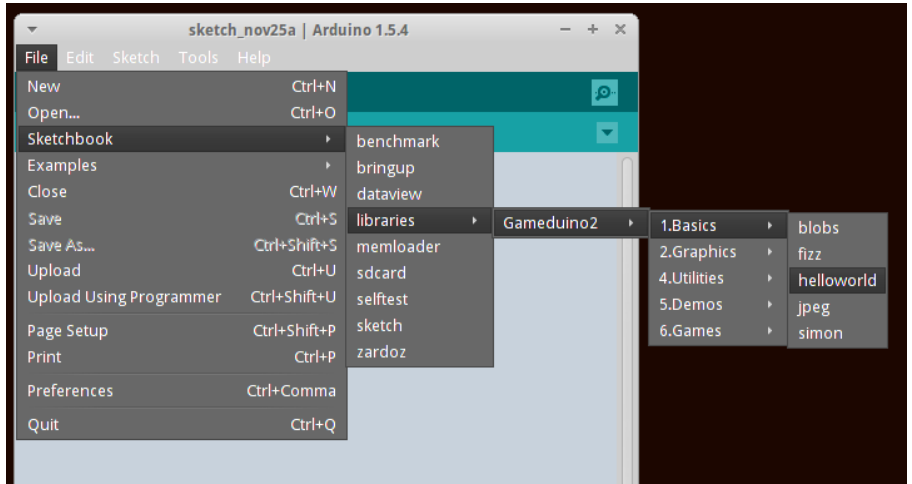 sketch_nov25a | Arduino 1.5.4
File Edit Sketch Tools Help
New Ctrl+N
Open... Ctrl+O
Sketchbook
Examples
Close Ctrl+W
Save Ctrl+S
Save As... Ctrl+Shift+S
Upload Ctrl+U
Upload Using Programmer Ctrl+Shift+U
Page Setup Ctrl+Shift+P
Print Ctrl+P
Preferences Ctrl+Comma
Quit Ctrl+Q
benchmark
bringup
dataview
libraries
memloader
sdcard
selftest
sketch
zardoz
Gameduino2
1.Basics
2.Graphics
4.Utilities
5.Demos
6.Games
blobs
fizz
helloworld
jpeg
simon